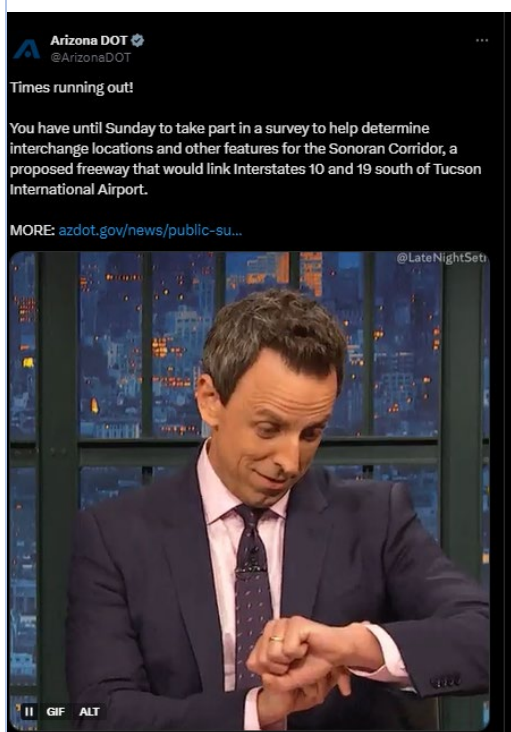 Arizona DOT
@ArizonaDOT
Times running out!
You have until Sunday to take part in a survey to help determine
interchange locations and other features for the Sonoran Corridor, a
proposed freeway that would link Interstates 10 and 19 south of Tucson
International Airport.
MORE: azdot.gov/news/public-su...
@LateNightSet
GIF ALT